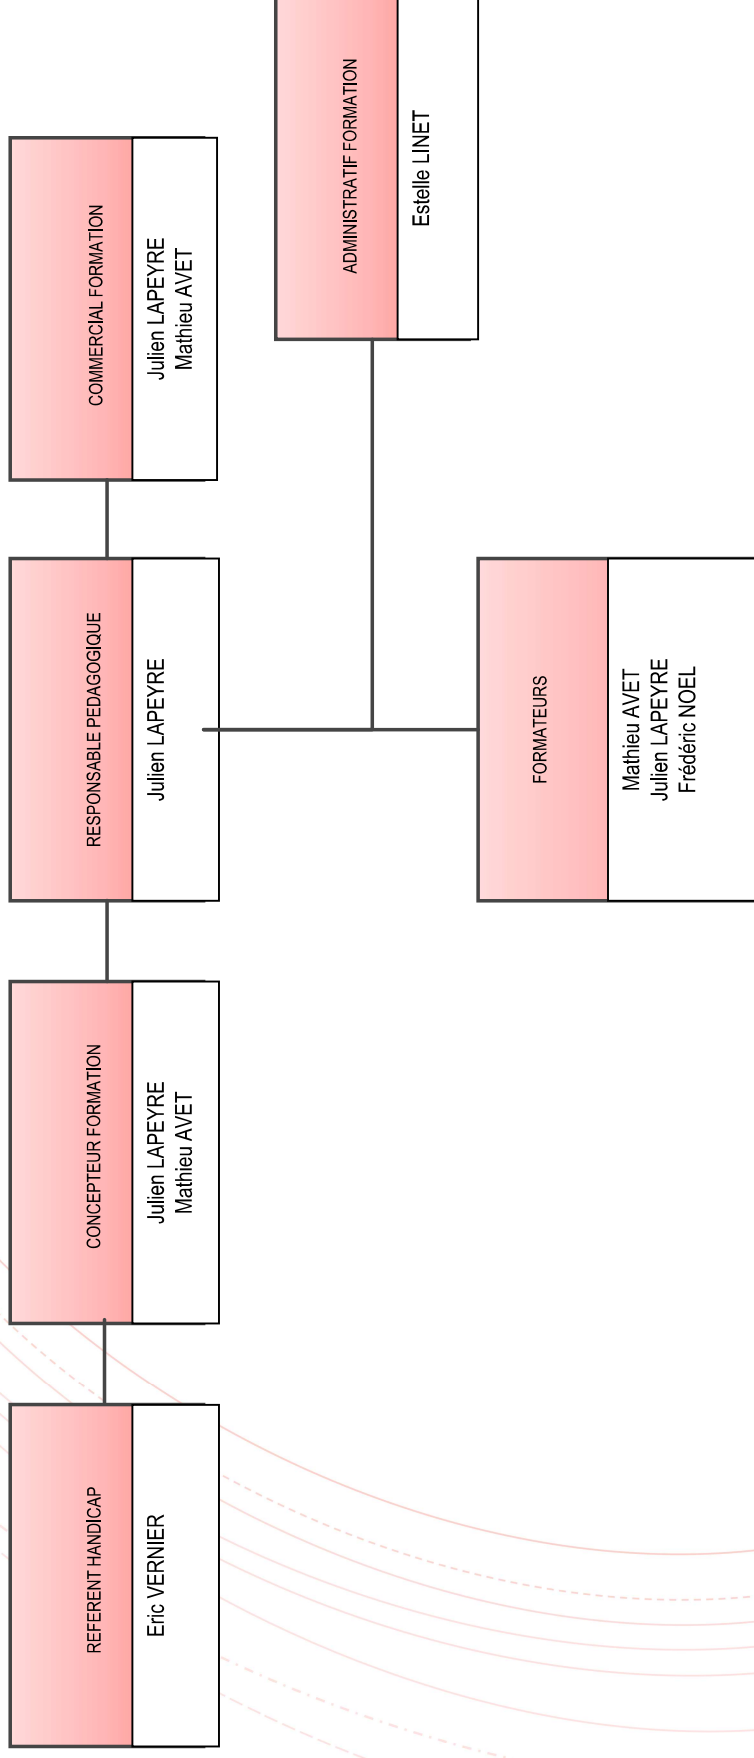 REFERENT HANDICAP
Eric VERNIER
CONCEPTEUR FORMATION
Julien LAPEYRE
Mathieu AVET
RESPONSABLE PEDAGOGIQUE
Julien LAPEYRE
COMMERCIAL FORMATION
Julien LAPEYRE
Mathieu AVET
ADMINISTRATIF FORMATION
Estelle LINET
FORMATEURS
Mathieu AVET
Julien LAPEYRE
Frédéric NOEL